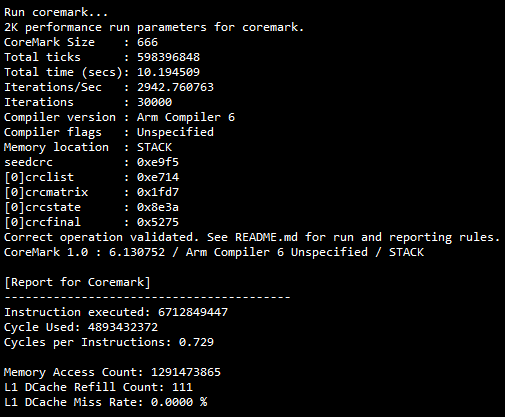 Run coremark...
2K performance run parameters for coremark.
CoreMark Size    : 666
Total ticks      : 598396848
Total time (secs): 10.194509
Iterations/Sec   : 2942.760763
Iterations       : 30000
Compiler version : Arm Compiler 6
Compiler flags   : Unspecified
Memory location  : STACK
seedcrc          : 0xe9f5
[0]crclist       : 0xe714
[0]crcmatrix     : 0x1fd7
[0]crcstate      : 0x8e3a
[0]crcfinal      : 0x5275
Correct operation validated. See README.md for run and reporting rules.
CoreMark 1.0 : 6.130752 / Arm Compiler 6 Unspecified / STACK
[Report for Coremark]
-----------------------------------------
Instruction executed: 6712849447
Cycle Used: 4893432372
Cycles per Instructions: 0.729
Memory Access Count: 1291473865
L1 DCache Refill Count: 111
L1 DCache Miss Rate: 0.0000 %